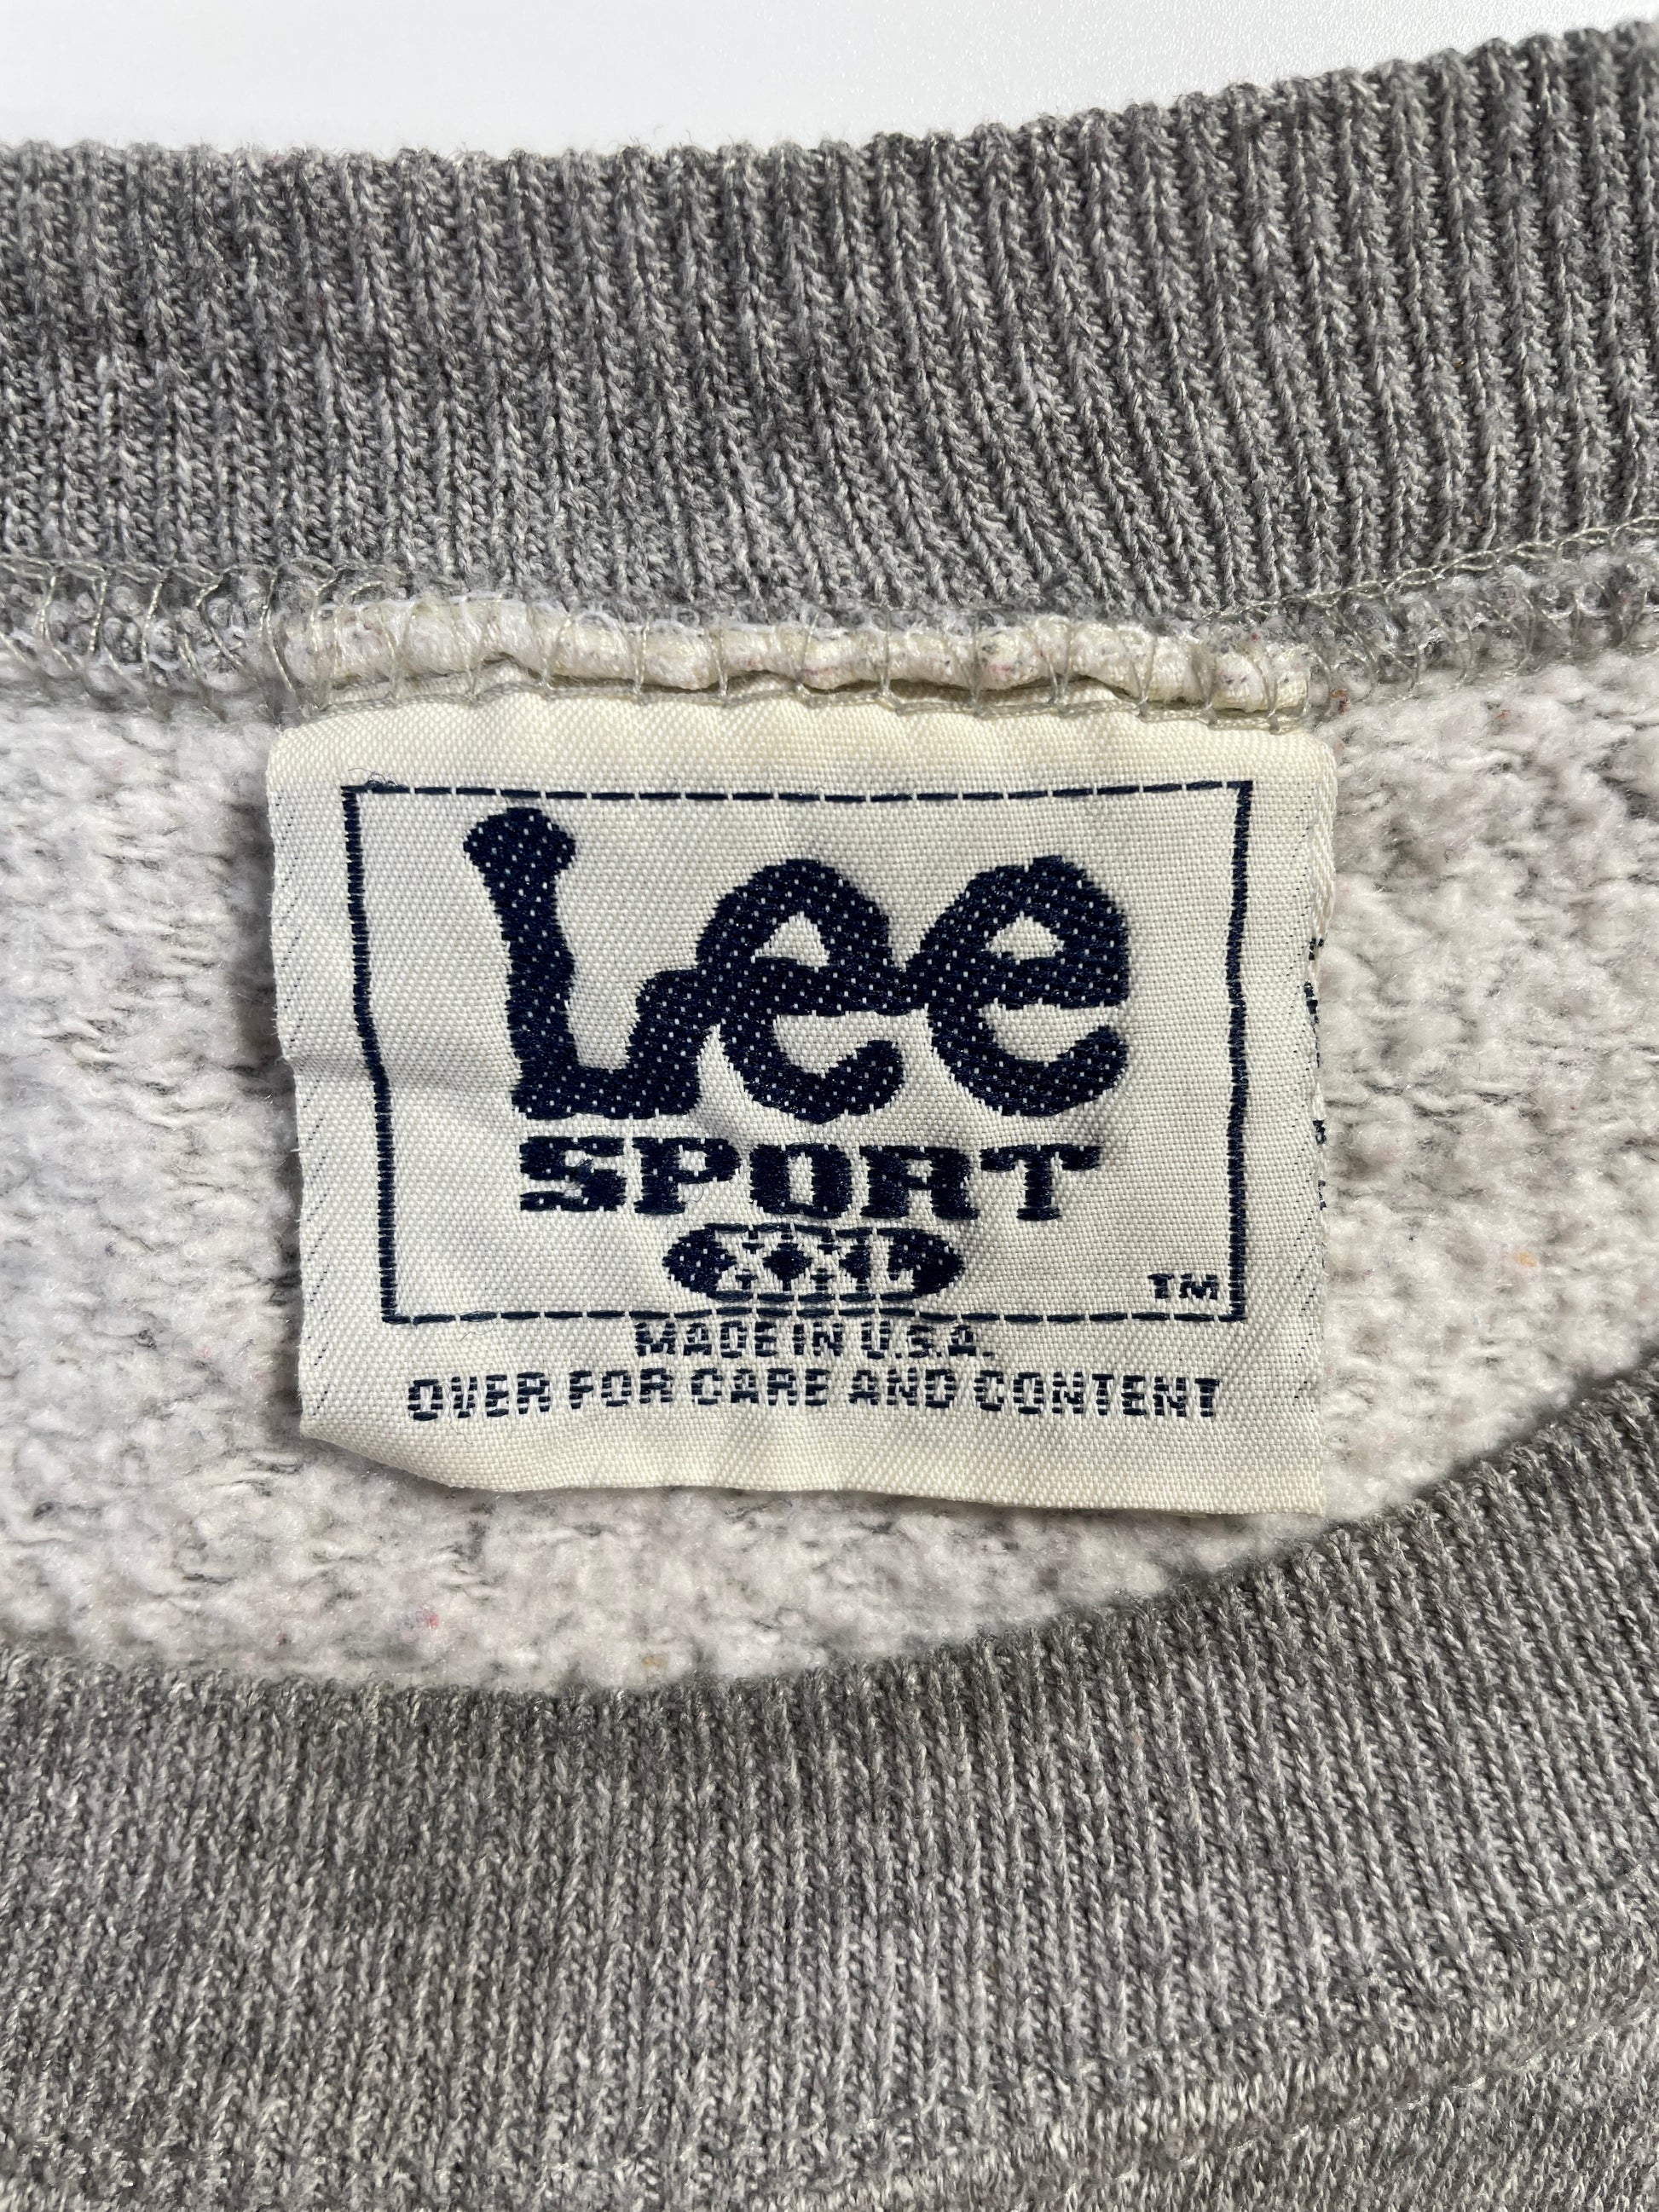 Lee
SPORT
XXL
TM
MADE IN U.S.A.
OVER FOR CARE AND CONTENT